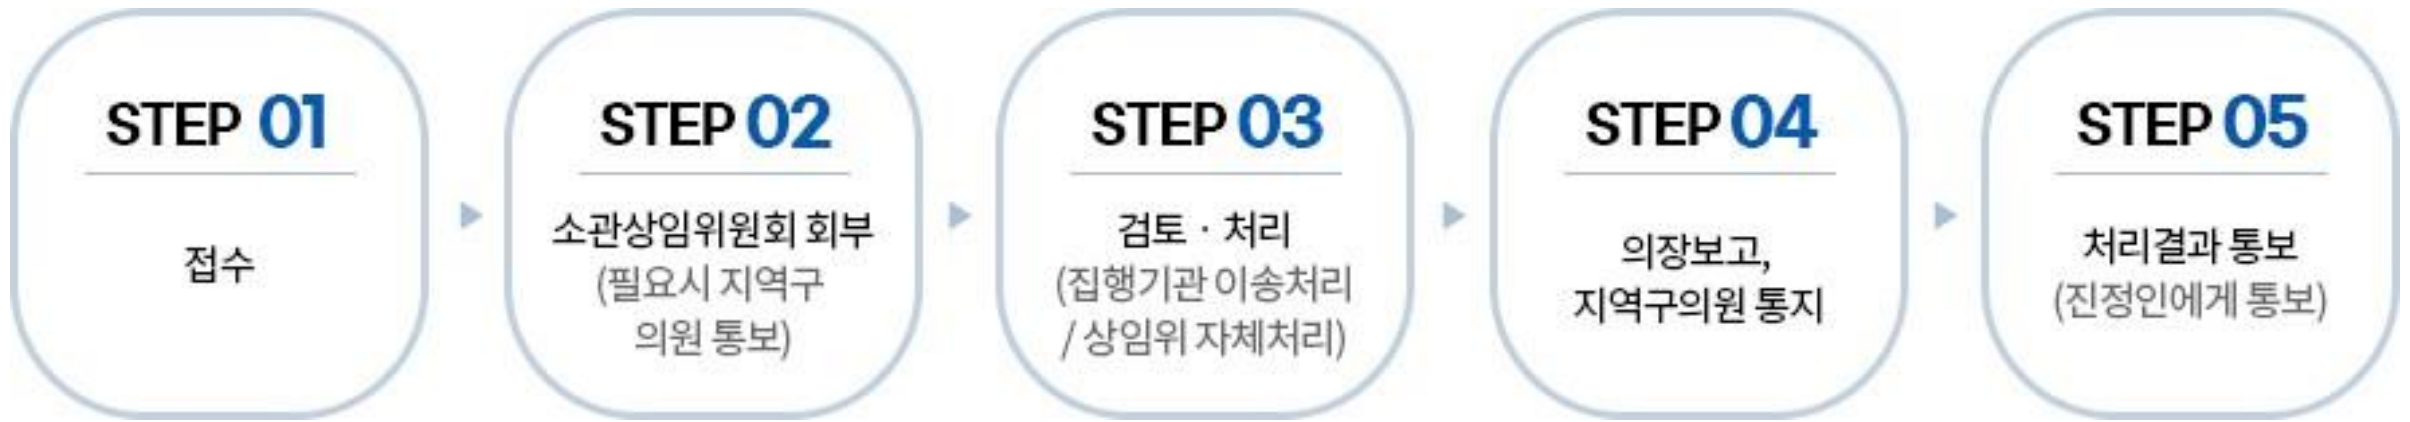 STEP 01
접수
STEP 02
소관상임위원회 회부
(필요시 지역구
의원 통보)
STEP 03
검토 · 처리
(집행기관 이송처리
/ 상임위 자체처리)
STEP 04
의장보고,
지역구의원 통지
STEP 05
처리결과 통보
(진정인에게 통보)